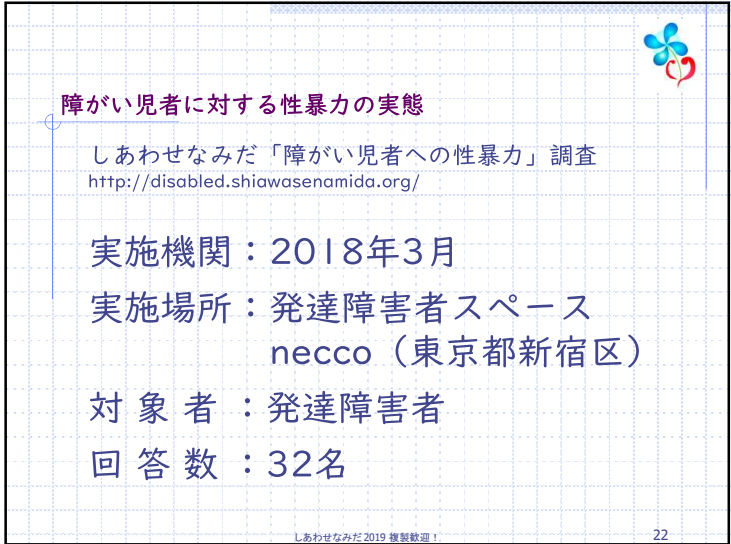 障がい児者に対する性暴力の実態
しあわせなみだ「障がい児者への性暴力」調査
http://disabled.shiawasenamida.org/
実施機関：2018年3月
実施場所：発達障害者スペース
necco（東京都新宿区）
対 象 者 ：発達障害者
回 答 数 ：32名
しあわせなみだ2019 複製歓迎！
22